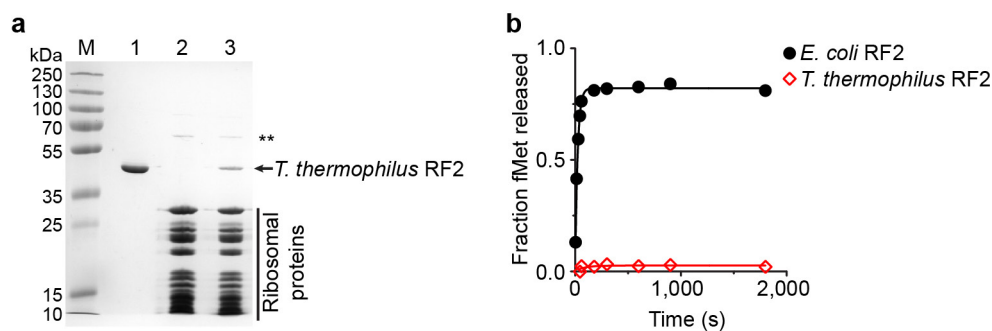 a
kDa M 1 2 3
250
130
100
70
55
35
25
15
10
**
T. thermophilus RF2
Ribosomal
proteins
b
Fraction fMet released
1.0
0.5
0.0
0 1,000 2,000
Time (s)
E. coli RF2
T. thermophilus RF2